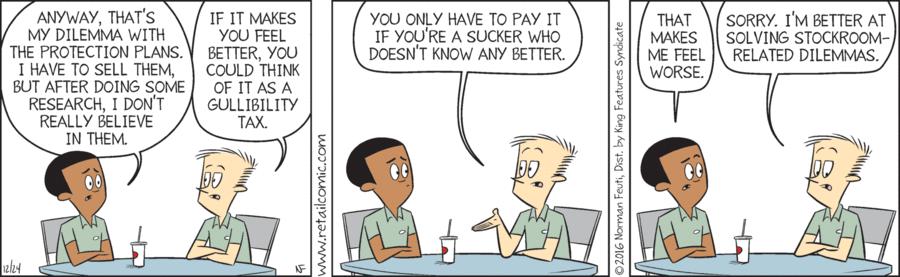 ANYWAY, THAT'S
MY DILEMMA WITH
THE PROTECTION PLANS.
I HAVE TO SELL THEM,
BUT AFTER DOING SOME
RESEARCH, I DON'T
REALLY BELIEVE
IN THEM.
IF IT MAKES
YOU FEEL
BETTER, YOU
COULD THINK
OF IT AS A
GULLIBILITY
TAX.
12/24
NF
www.retailcomic.com
YOU ONLY HAVE TO PAY IT
IF YOU'RE A SUCKER WHO
DOESN'T KNOW ANY BETTER.
©2016 Norman Feuti, Dist. by King Features Syndicate
THAT
MAKES
ME FEEL
WORSE.
SORRY. I'M BETTER AT
SOLVING STOCKROOM-
RELATED DILEMMAS.